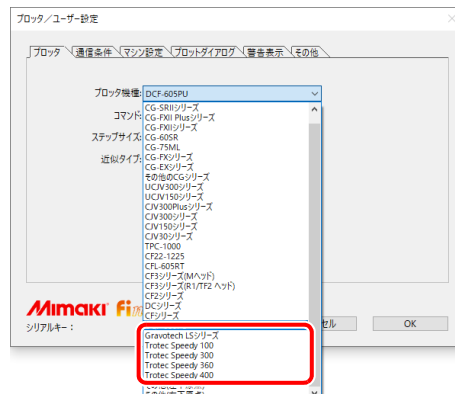 プロッタ/ユーザー設定
プロッタ 通信条件 マシン設定 プロットダイアログ 警告表示 その他
プロッタ機種: DCF-605PU
コマンド:
ステップサイズ:
近似タイプ:
CG-SRIIシリーズ
CG-FXII Plusシリーズ
CG-FXIIシリーズ
CG-60SR
CG-75ML
CG-FXシリーズ
CG-EXシリーズ
その他のCGシリーズ
UCJV300シリーズ
UCJV150シリーズ
CJV300Plusシリーズ
CJV300シリーズ
CJV150シリーズ
CJV30シリーズ
TPC-1000
CF22-1225
CFL-605RT
CF3シリーズ(Mヘッド)
CF3シリーズ(R1/TF2 ヘッド)
CF2シリーズ
DCシリーズ
CFシリーズ
Gravotech LSシリーズ
Trotec Speedy 100
Trotec Speedy 300
Trotec Speedy 360
Trotec Speedy 400
Mimaki
シリアルキー:
セル OK